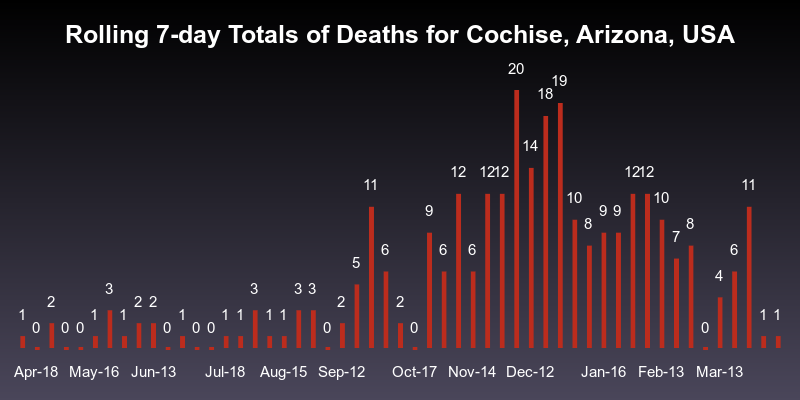 Rolling 7-day Totals of Deaths for Cochise, Arizona, USA
1 0 2 0 0 1 3 1 2 2 0 1 0 0 1 1 3 1 1 3 3 0 2 5 11 6 2 0 9 6 12 6 12 12 20 14 18 19 10 8 9 9 12 12 10 7 8 0 4 6 11 1 1
Apr-18 May-16 Jun-13 Jul-18 Aug-15 Sep-12 Oct-17 Nov-14 Dec-12 Jan-16 Feb-13 Mar-13